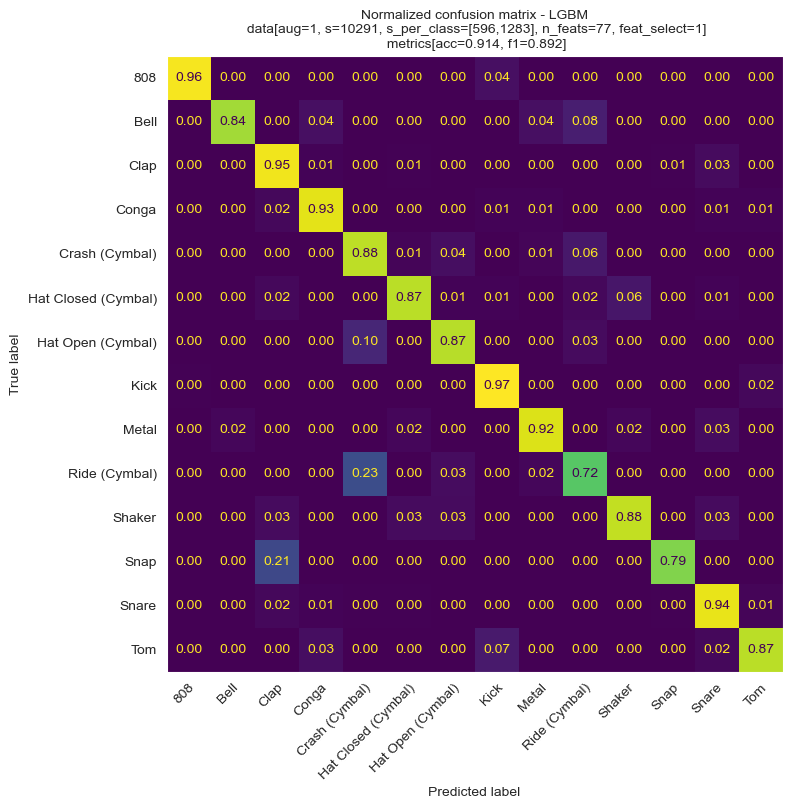 Normalized confusion matrix - LGBM
data[aug=1, s=10291, s_per_class=[596,1283], n_feats=77, feat_select=1]
metrics[acc=0.914, f1=0.892]
808 0.96 0.00 0.00 0.00 0.00 0.00 0.00 0.04 0.00 0.00 0.00 0.00 0.00 0.00
Bell 0.00 0.84 0.00 0.04 0.00 0.00 0.00 0.00 0.04 0.08 0.00 0.00 0.00 0.00
Clap 0.00 0.00 0.95 0.01 0.00 0.01 0.00 0.00 0.00 0.00 0.00 0.01 0.03 0.00
Conga 0.00 0.00 0.02 0.93 0.00 0.00 0.00 0.01 0.01 0.00 0.00 0.00 0.01 0.01
Crash (Cymbal) 0.00 0.00 0.00 0.00 0.88 0.01 0.04 0.00 0.01 0.06 0.00 0.00 0.00 0.00
Hat Closed (Cymbal) 0.00 0.00 0.02 0.00 0.00 0.87 0.01 0.01 0.00 0.02 0.06 0.00 0.01 0.00
Hat Open (Cymbal) 0.00 0.00 0.00 0.00 0.10 0.00 0.87 0.00 0.00 0.03 0.00 0.00 0.00 0.00
Kick 0.00 0.00 0.00 0.00 0.00 0.00 0.00 0.97 0.00 0.00 0.00 0.00 0.00 0.02
Metal 0.00 0.02 0.00 0.00 0.00 0.02 0.00 0.00 0.92 0.00 0.02 0.00 0.03 0.00
Ride (Cymbal) 0.00 0.00 0.00 0.00 0.23 0.00 0.03 0.00 0.02 0.72 0.00 0.00 0.00 0.00
Shaker 0.00 0.00 0.03 0.00 0.00 0.03 0.03 0.00 0.00 0.00 0.88 0.00 0.03 0.00
Snap 0.00 0.00 0.21 0.00 0.00 0.00 0.00 0.00 0.00 0.00 0.00 0.79 0.00 0.00
Snare 0.00 0.00 0.02 0.01 0.00 0.00 0.00 0.00 0.00 0.00 0.00 0.00 0.94 0.01
Tom 0.00 0.00 0.00 0.03 0.00 0.00 0.00 0.07 0.00 0.00 0.00 0.00 0.02 0.87
True label
808 Bell Clap Conga Crash (Cymbal) Hat Closed (Cymbal) Hat Open (Cymbal) Kick Metal Ride (Cymbal) Shaker Snap Snare Tom
Predicted label